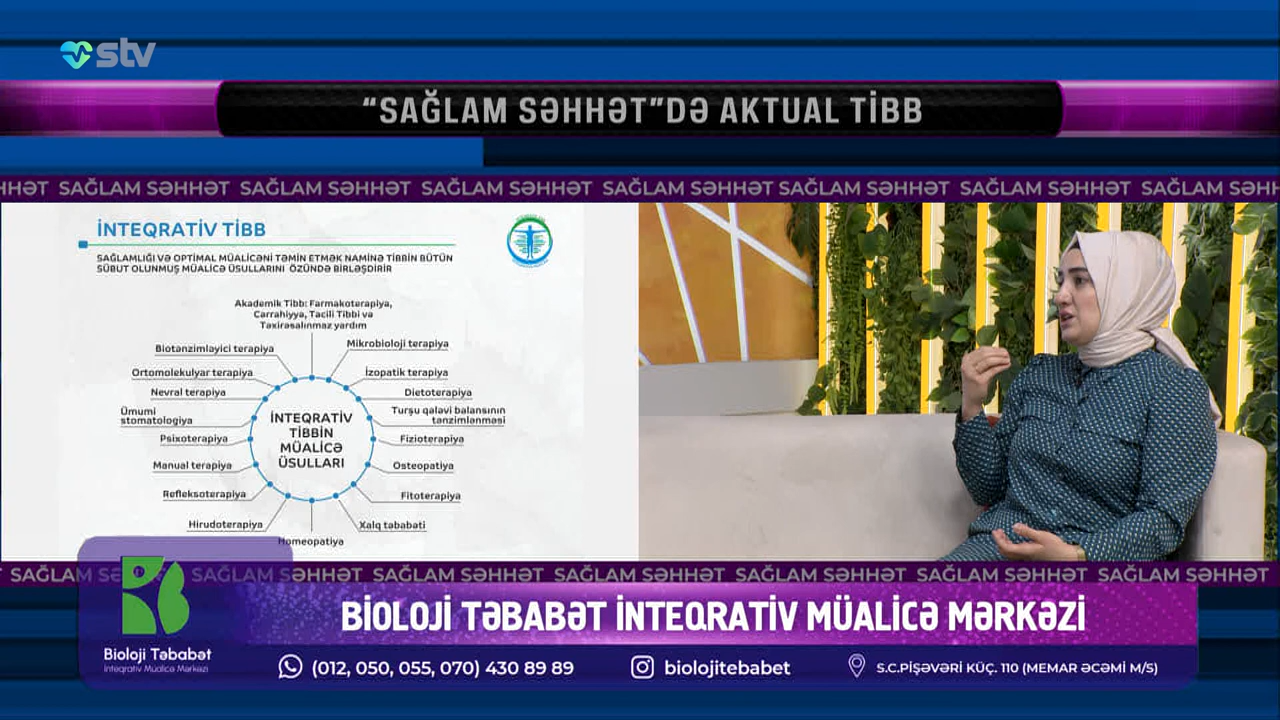 stv
“SAĞLAM SƏHHƏT”DƏ AKTUAL TİBB
HHƏT SAĞLAM SƏHHƏT SAĞLAM SƏHHƏT SAĞLAM SƏHHƏT SAĞLAM SƏHHƏT SAĞLAM SƏHHƏT SAĞLAM SƏHHƏT SAĞLAM SƏHH
İNTEQRATİV TİBB
SAĞLAMLIĞI VƏ OPTIMAL MÜALİCƏNİ TƏMİN ETMƏK NAMİNƏ TİBBİN BÜTÜN
SÜBUT OLUNMUŞ MÜALİCƏ ÜSULLARINI ÖZÜNDƏ BİRLƏŞDİRİR
Akademik Tibb: Farmakoterapiya,
Cərrahiyyə, Təcili Tibbi və
Təxirəsalınmaz yardım
Biotənzimləyici terapiya
Mikrobioloji terapiya
Ortomolekulyar terapiya
İzopatik terapiya
Nevral terapiya
Dietoterapiya
Ümumi
stomatologiya
Turşu qələvi balansının
tənzimlənməsi
Psixoterapiya
Fizioterapiya
Manual terapiya
Osteopatiya
Refleksoterapiya
Fitoterapiya
Hirudoterapiya
Xalq təbabəti
Homeopatiya
İNTEQRATİV
TİBBİN
MÜALİCƏ
ÜSULLARI
SAĞLAM SƏHHƏT SAĞLAM SƏHHƏT SAĞLAM SƏHHƏT SAĞLAM SƏHHƏT SAĞLAM SƏHHƏT SAĞLAM SƏHHƏT SAĞLAM SƏHHƏT
BİOLOJİ TƏBABƏT İNTEQRATİV MÜALİCƏ MƏRKƏZİ
Bioloji Təbabət
İnteqrativ Müalicə Mərkəzi
(012, 050, 055, 070) 430 89 89
biolojitebabet
S.C.PİŞƏVƏRİ KÜÇ. 110 (MEMAR ƏCƏMİ M/S)